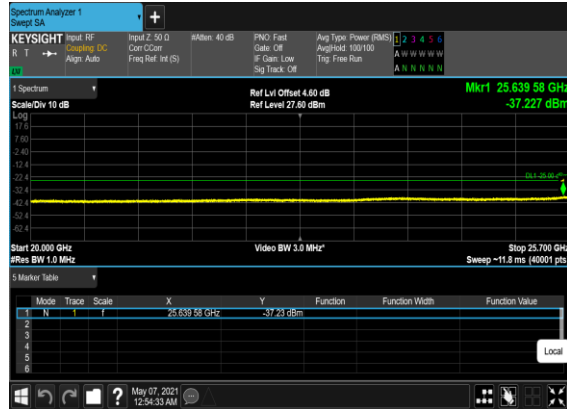 Spectrum Analyzer 1
Swept SA
+
KEYSIGHT Input: RF Input Z: 50 Ω #Atten: 40 dB PNO: Fast Avg Type: Power (RMS) 1 2 3 4 5 6
R T Coupling: DC Corr CCorr Gate: Off Avg|Hold: 100/100 A W W W W W
Align: Auto Freq Ref: Int (S) IF Gain: Low Trig: Free Run
Sig Track: Off A N N N N N
1 Spectrum Ref Lvl Offset 4.60 dB Mkr1 25.639 58 GHz
Scale/Div 10 dB Ref Level 27.60 dBm -37.227 dBm
Log
17.6
7.60
-2.40
-12.4
-22.4 DL1 -25.00
-32.4
-42.4
-52.4
-62.4
Start 20.000 GHz Video BW 3.0 MHz* Stop 25.700 GHz
#Res BW 1.0 MHz Sweep ~11.8 ms (40001 pts)
5 Marker Table
Mode Trace Scale X Y Function Function Width Function Value
1 N 1 f 25.639 58 GHz -37.23 dBm
2
3
4
5
6
Local
? May 07, 2021
12:54:33 AM